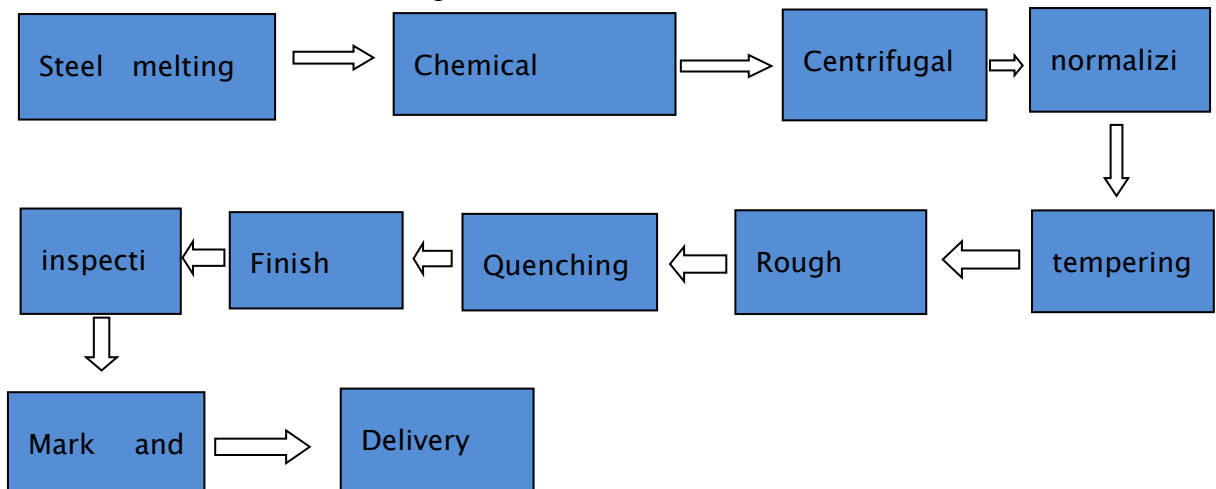 Steel melting
Chemical
Centrifugal
normalizi
tempering
Rough
Quenching
Finish
inspecti
Mark and
Delivery